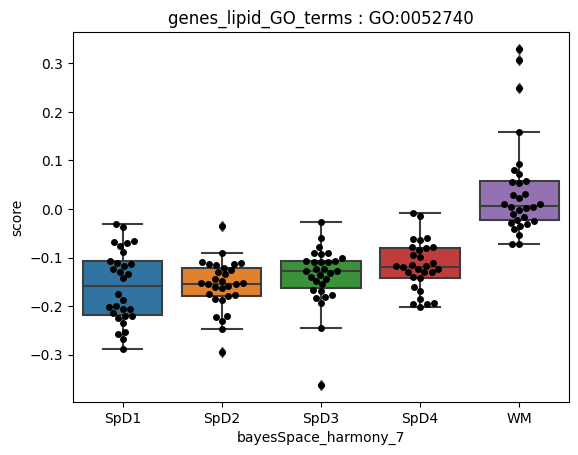 genes_lipid_GO_terms : GO:0052740
score
0.3
0.2
0.1
0.0
−0.1
−0.2
−0.3
SpD1 SpD2 SpD3 SpD4 WM
bayesSpace_harmony_7